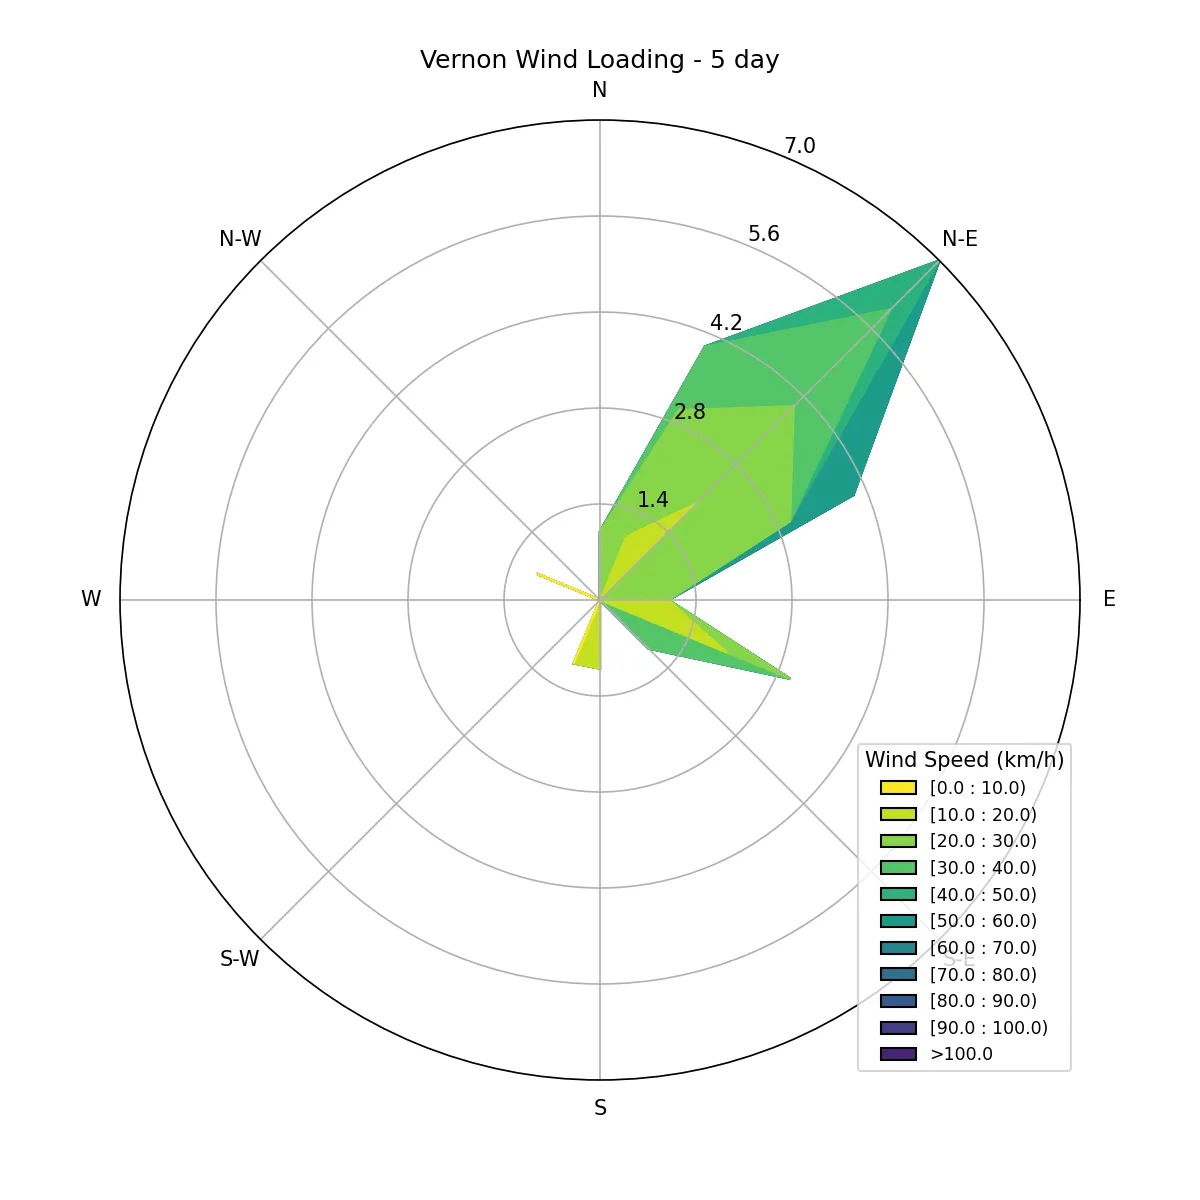 Vernon Wind Loading - 5 day
N
7.0
5.6
N-W
N-E
4.2
2.8
1.4
W
E
Wind Speed (km/h)
[0.0 : 10.0)
[10.0 : 20.0)
[20.0 : 30.0)
[30.0 : 40.0)
[40.0 : 50.0)
[50.0 : 60.0)
[60.0 : 70.0)
S-W
S-E
[70.0 : 80.0)
[80.0 : 90.0)
[90.0 : 100.0)
>100.0
S